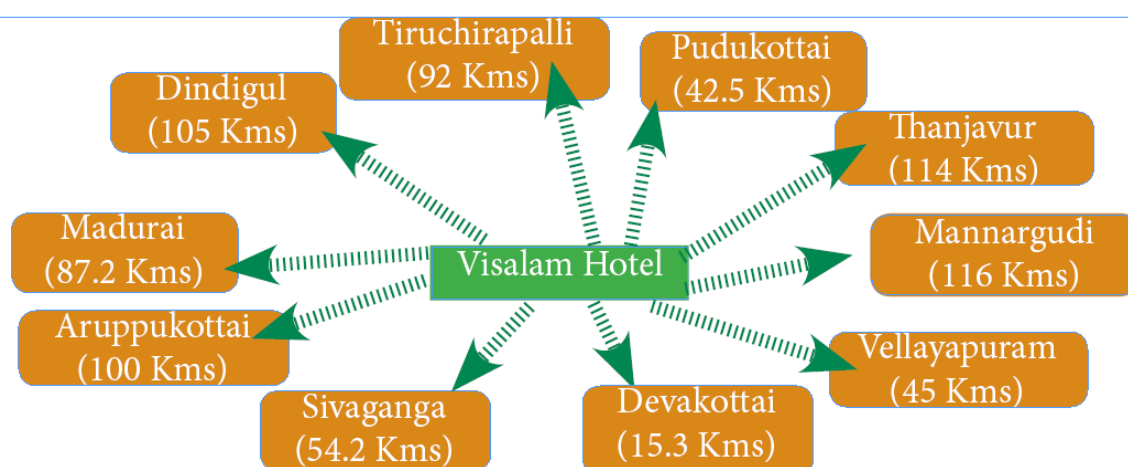 Tiruchirapalli
(92 Kms)
Pudukottai
(42.5 Kms)
Dindigul
(105 Kms)
Thanjavur
(114 Kms)
Madurai
(87.2 Kms)
Visalam Hotel
Mannargudi
(116 Kms)
Aruppukottai
(100 Kms)
Vellayapuram
(45 Kms)
Sivaganga
(54.2 Kms)
Devakottai
(15.3 Kms)